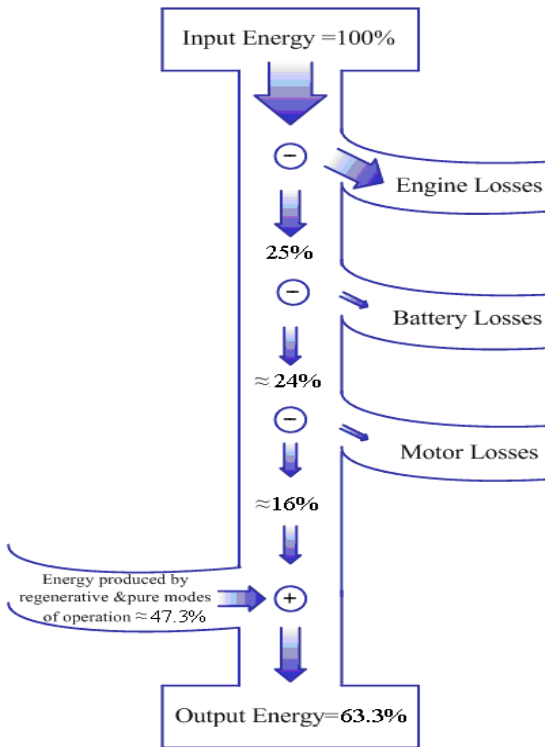 Input Energy =100%
−
Engine Losses
25%
−
Battery Losses
≈24%
−
Motor Losses
≈16%
Energy produced by
regenerative &pure modes
of operation ≈47.3%
+
Output Energy=63.3%